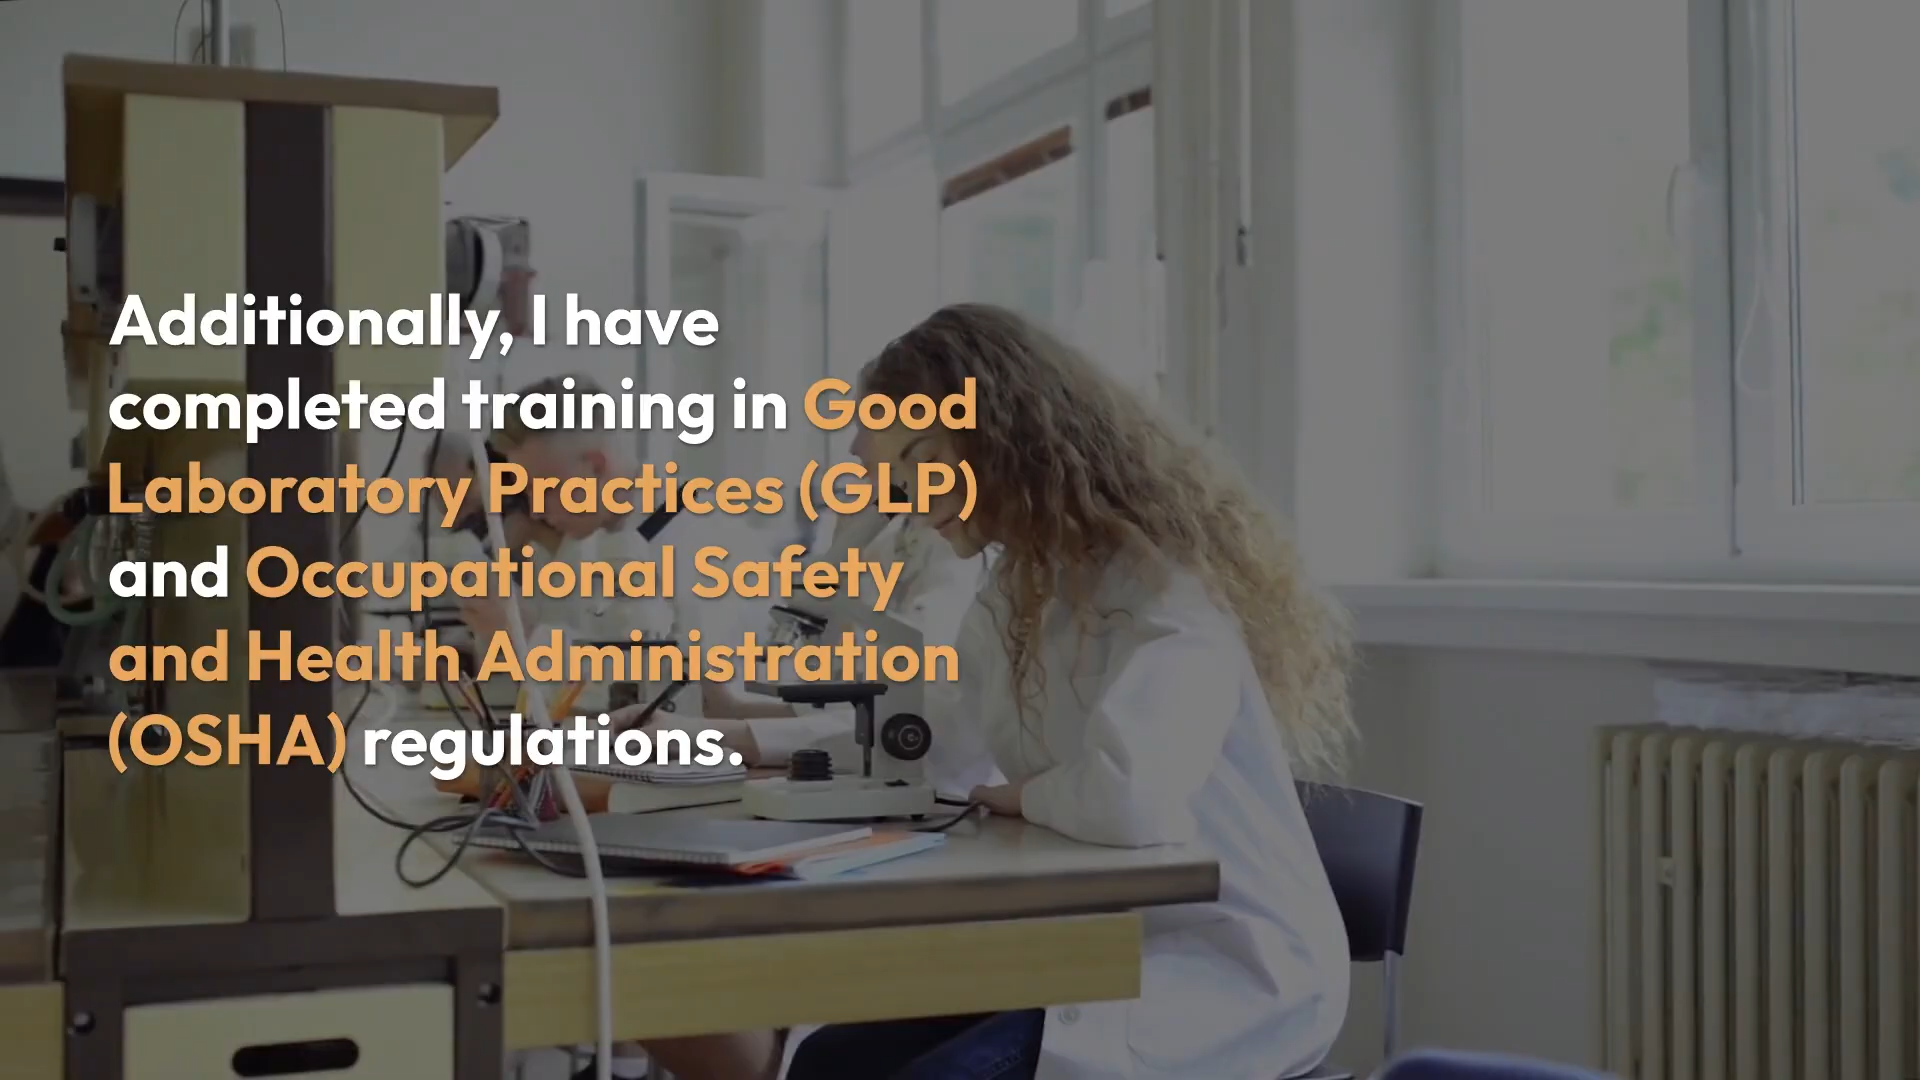 Additionally, I have
completed training in Good
Laboratory Practices (GLP)
and Occupational Safety
and Health Administration
(OSHA) regulations.